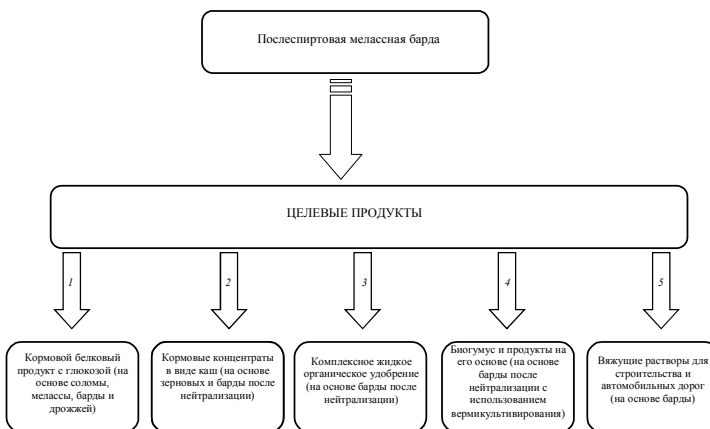 Послеспиртовая мелассная барда
ЦЕЛЕВЫЕ ПРОДУКТЫ
1
2
3
4
5
Кормовой белковый
продукт с глюкозой (на
основе соломы,
мелассы, барды и
дрожжей)
Кормовые концентраты
в виде каш (на основе
зерновых и барды после
нейтрализации)
Комплексное жидкое
органическое удобрение
(на основе барды после
нейтрализации)
Биогумус и продукты на
его основе (на основе
барды после
нейтрализации с
использованием
вермикультивирования)
Вяжущие растворы для
строительства и
автомобильных дорог
(на основе барды)